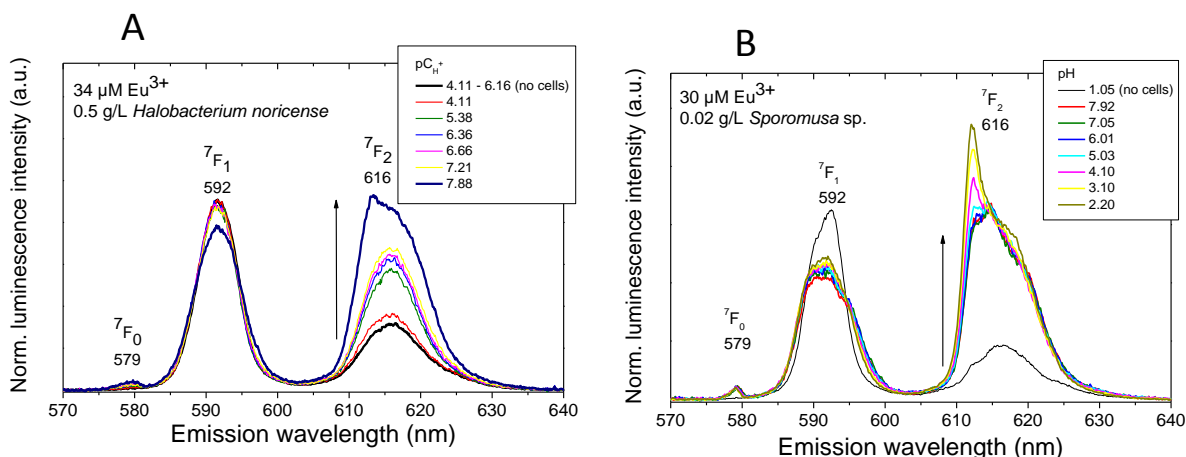 A
Norm. luminescence intensity (a.u.)
34 µM Eu³⁺
0.5 g/L Halobacterium noricense
pC_H⁺
4.11 - 6.16 (no cells)
4.11
5.38
6.36
6.66
7.21
7.88
⁷F₀
579
⁷F₁
592
⁷F₂
616
570 580 590 600 610 620 630 640
Emission wavelength (nm)
B
Norm. luminescence intensity (a.u.)
30 µM Eu³⁺
0.02 g/L Sporomusa sp.
pH
1.05 (no cells)
7.92
7.05
6.01
5.03
4.10
3.10
2.20
⁷F₀
579
⁷F₁
592
⁷F₂
616
570 580 590 600 610 620 630 640
Emission wavelength (nm)